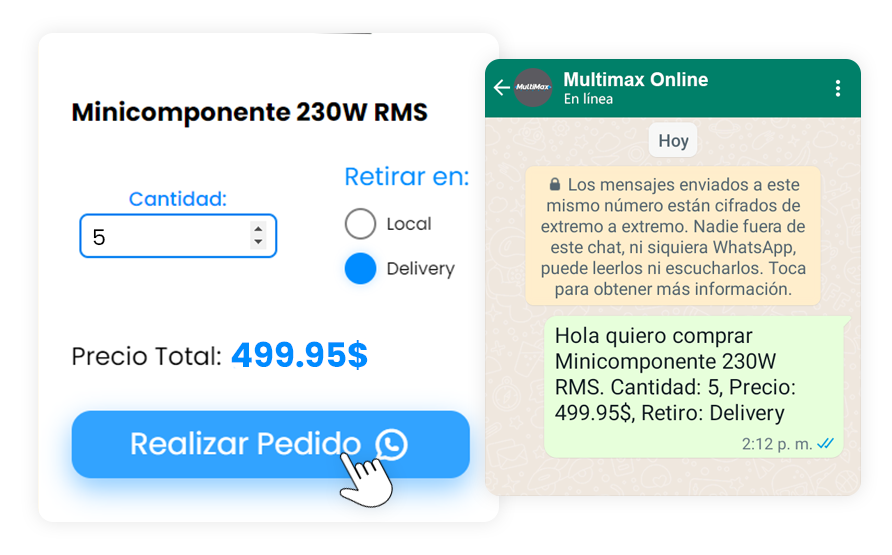 Minicomponente 230W RMS
Cantidad:
5
Retirar en:
Local
Delivery
Precio Total: 499.95$
Realizar Pedido
MultiMax
Multimax Online
En línea
Hoy
Los mensajes enviados a este
mismo número están cifrados de
extremo a extremo. Nadie fuera de
este chat, ni siquiera WhatsApp,
puede leerlos ni escucharlos. Toca
para obtener más información.
Hola quiero comprar
Minicomponente 230W
RMS. Cantidad: 5, Precio:
499.95$, Retiro: Delivery
2:12 p. m.